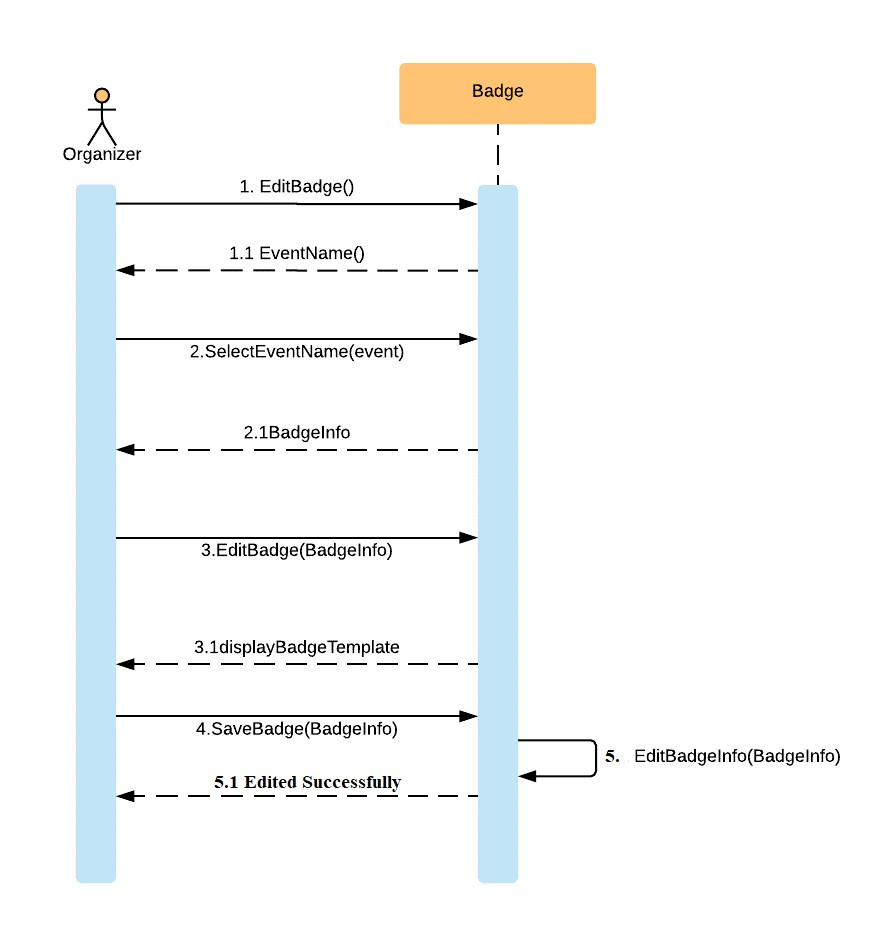 Badge
Organizer
1. EditBadge()
1.1 EventName()
2.SelectEventName(event)
2.1BadgeInfo
3.EditBadge(BadgeInfo)
3.1displayBadgeTemplate
4.SaveBadge(BadgeInfo)
5. EditBadgeInfo(BadgeInfo)
5.1 Edited Successfully